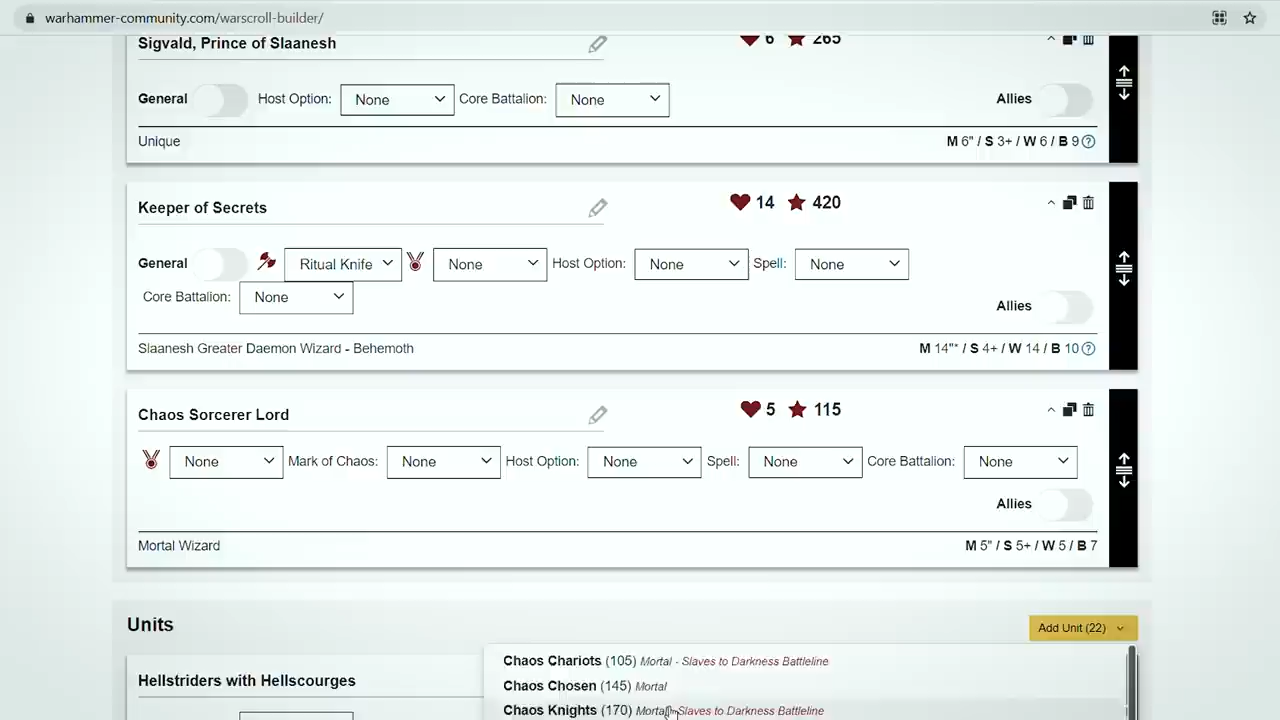 warhammer-community.com/warscroll-builder/
Sigvald, Prince of Slaanesh 6 265
General Host Option: None Core Battalion: None Allies
Unique M 6" / S 3+ / W 6 / B 9 ?
Keeper of Secrets 14 420
General Ritual Knife None Host Option: None Spell: None
Core Battalion: None
Allies
Slaanesh Greater Daemon Wizard - Behemoth M 14"* / S 4+ / W 14 / B 10 ?
Chaos Sorcerer Lord 5 115
None Mark of Chaos: None Host Option: None Spell: None Core Battalion: None
Allies
Mortal Wizard M 5" / S 5+ / W 5 / B 7
Units Add Unit (22)
Chaos Chariots (105) Mortal - Slaves to Darkness Battleline
Hellstriders with Hellscourges
Chaos Chosen (145) Mortal
Chaos Knights (170) Mortal - Slaves to Darkness Battleline